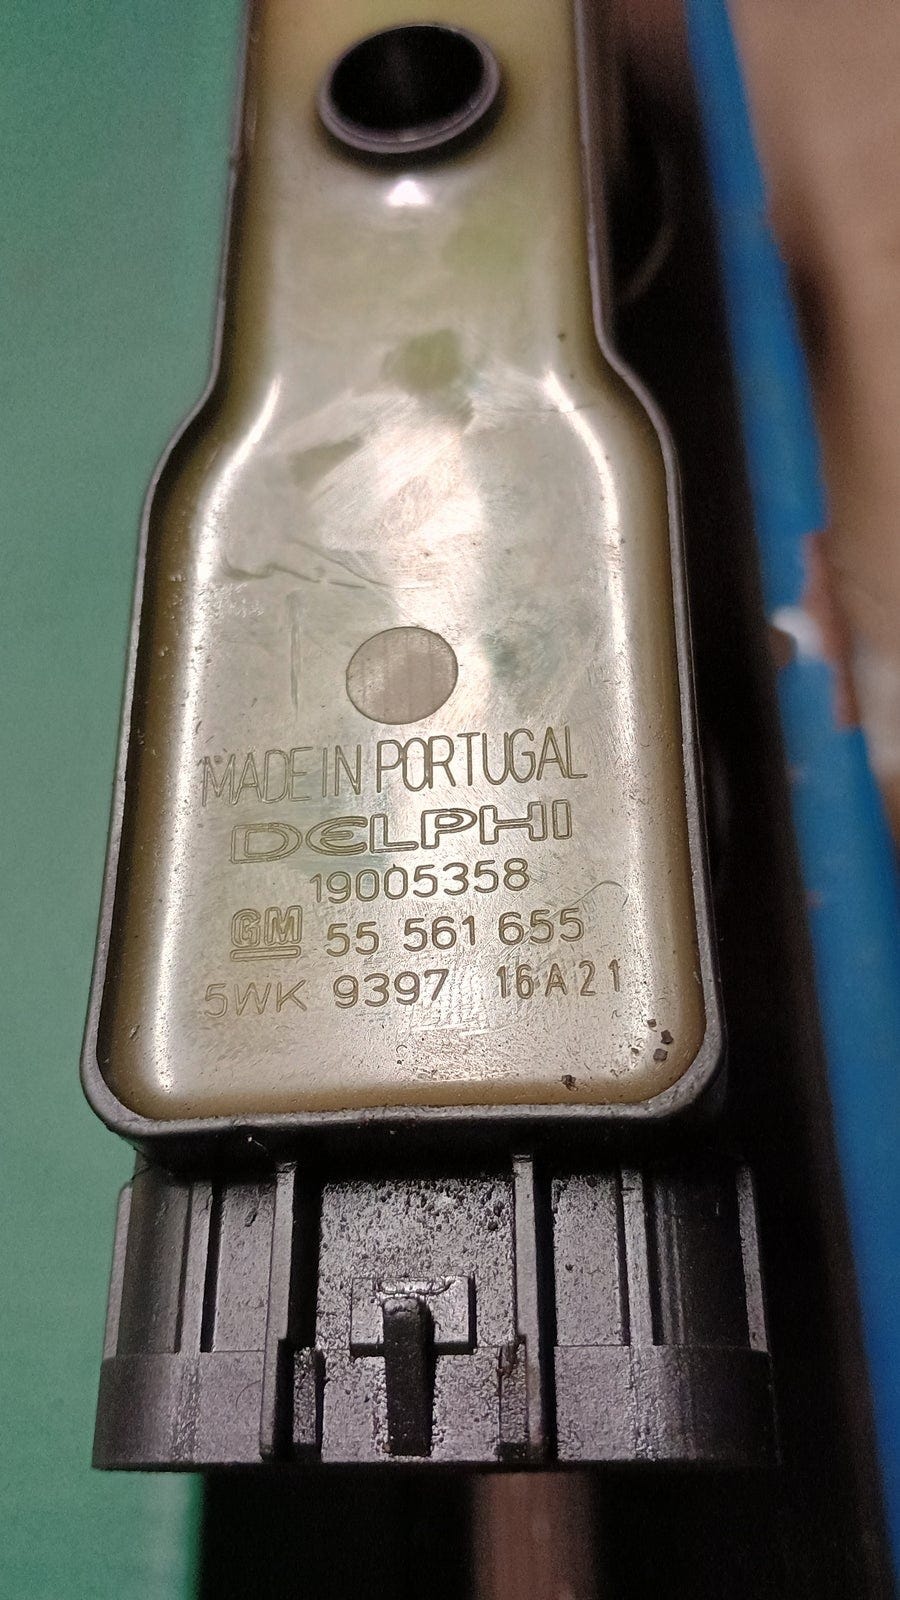 MADE IN PORTUGAL
DELPHI
19005358
GM 55 561 655
5WK 9397 16A21